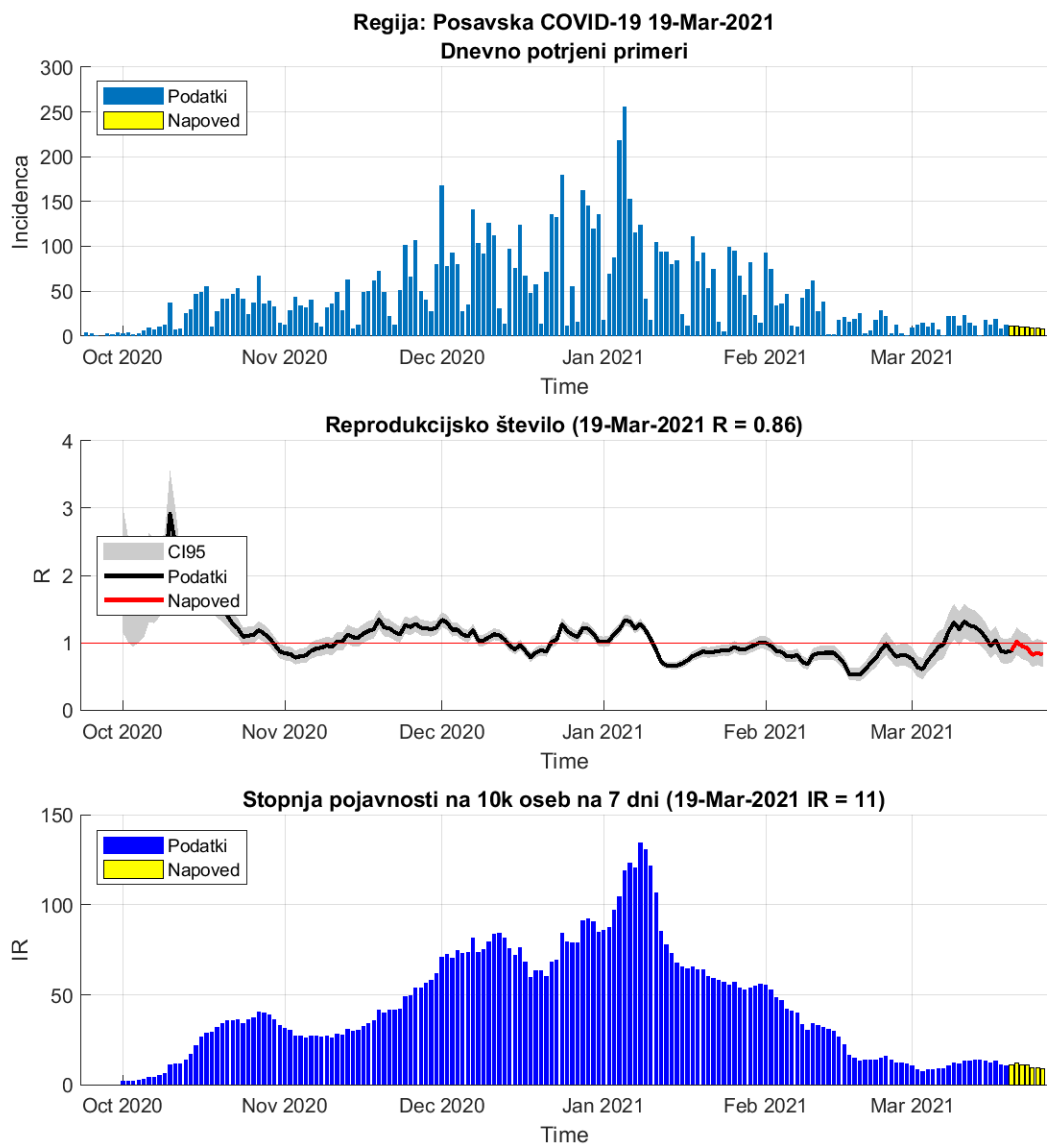 Regija: Posavska COVID-19 19-Mar-2021
Dnevno potrjeni primeri
300
250
200
150
100
50
0
Incidenca
Podatki
Napoved
Oct 2020 Nov 2020 Dec 2020 Jan 2021 Feb 2021 Mar 2021
Time
Reprodukcijsko število (19-Mar-2021 R = 0.86)
4
3
2
1
0
R
CI95
Podatki
Napoved
Oct 2020 Nov 2020 Dec 2020 Jan 2021 Feb 2021 Mar 2021
Time
Stopnja pojavnosti na 10k oseb na 7 dni (19-Mar-2021 IR = 11)
150
100
50
0
IR
Podatki
Napoved
Oct 2020 Nov 2020 Dec 2020 Jan 2021 Feb 2021 Mar 2021
Time